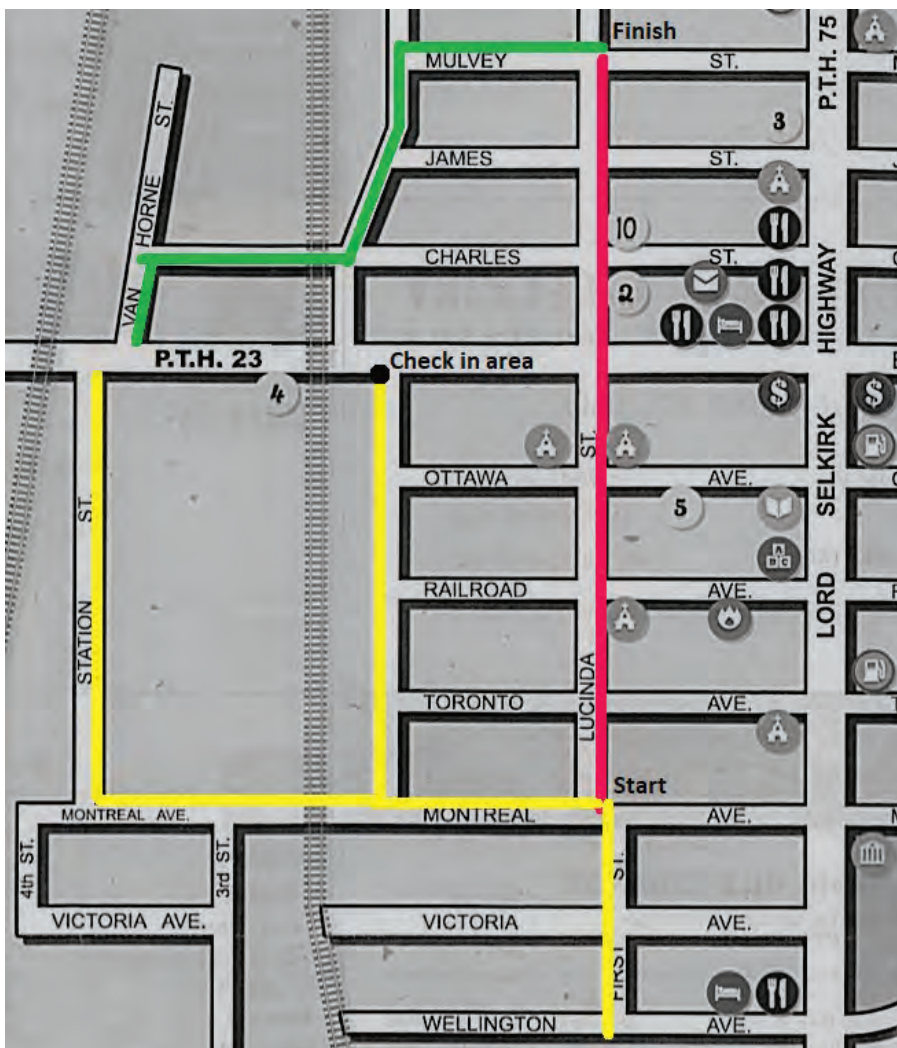 Finish
P.T.H. 75
MULVEY ST.
HORNE ST.
3
JAMES ST.
10
CHARLES ST.
VAN
2
HIGHWAY
P.T.H. 23
Check in area
4
$
$
ST.
OTTAWA AVE.
SELKIRK
ST.
5
A
B C
RAILROAD AVE.
LORD
STATION
LUCINDA
TORONTO AVE.
Start
MONTREAL AVE.
MONTREAL AVE.
4th ST.
3rd ST.
ST.
VICTORIA AVE.
VICTORIA AVE.
FIRST
WELLINGTON AVE.